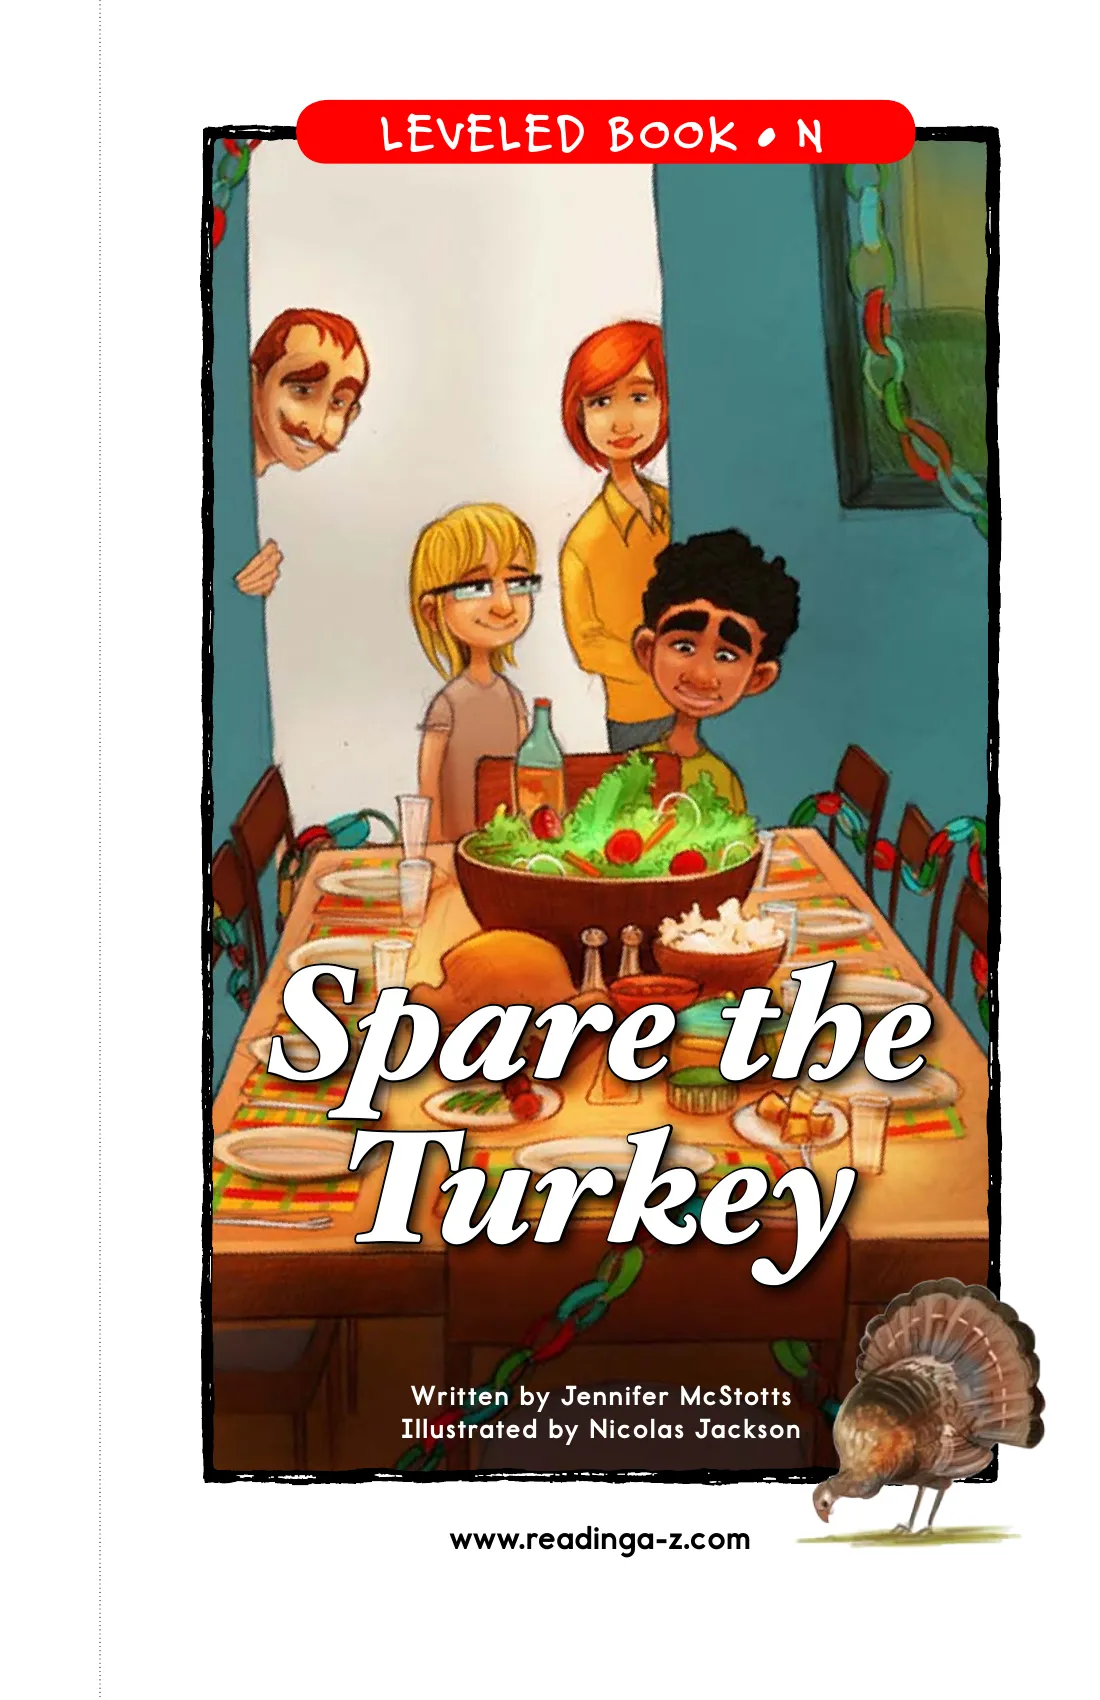 LEVELED BOOK • N
Spare the
Turkey
Written by Jennifer McStotts
Illustrated by Nicolas Jackson
www.readinga-z.com